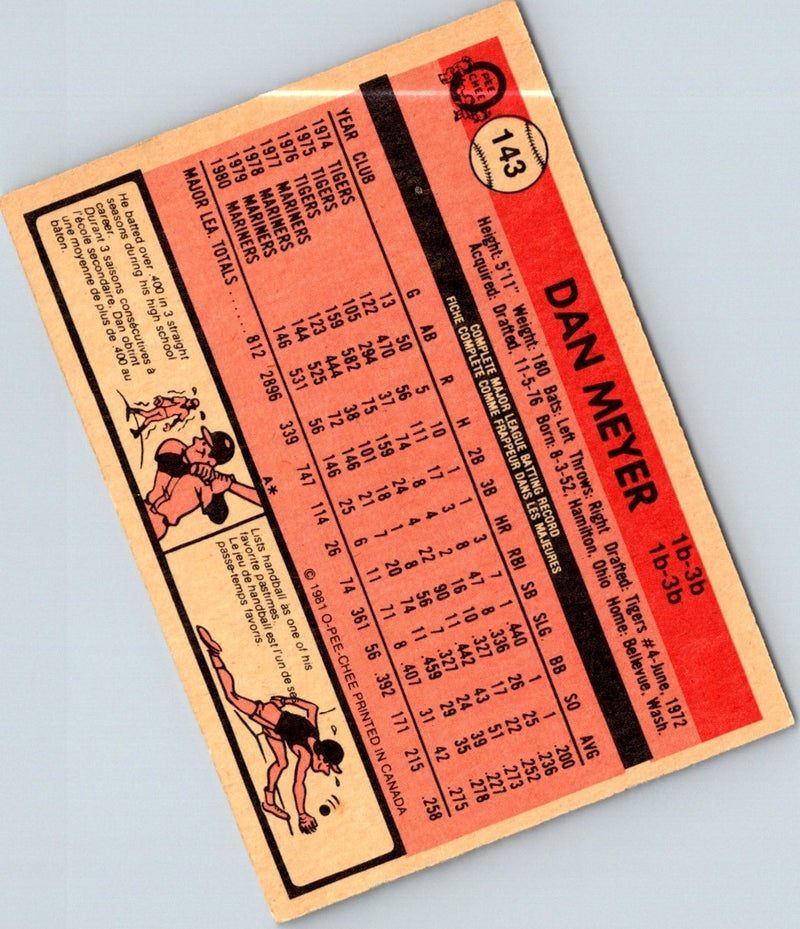 O PEE CHEE
143
DAN MEYER
1b-3b
1b-3b
Height: 5'11" Weight: 180 Bats: Left Throws: Right Drafted: Tigers #4-June, 1972
Acquired: Drafted, 11-5-76 Born: 8-3-52, Hamilton, Ohio Home: Bellevue, Wash.
COMPLETE MAJOR LEAGUE BATTING RECORD
FICHE COMPLETE COMME FRAPPEUR DANS LES MAJEURES
YEAR CLUB G AB R H 2B 3B HR RBI SB SLG BB SO AVG
1974 TIGERS 13 50 5 10 1 1 3 7 1 .440 1 1 .200
1975 TIGERS 122 470 56 111 17 3 8 47 8 .336 26 25 .236
1976 TIGERS 105 294 37 74 8 4 2 16 10 .327 17 22 .252
1977 MARINERS 159 582 75 159 24 4 22 90 11 .442 43 51 .273
1978 MARINERS 123 444 38 101 18 1 8 56 7 .327 24 39 .227
1979 MARINERS 144 525 72 146 21 7 20 74 11 .459 29 35 .278
1980 MARINERS 146 531 56 146 25 6 11 71 8 .407 31 42 .275
MAJOR LEA. TOTALS ...... 812 2896 339 747 114 26 74 361 56 .392 171 215 .258
A* © 1981 O-PEE-CHEE PRINTED IN CANADA
He batted over .400 in 3 straight
seasons during his high school
career.
Durant 3 saisons consécutives à
l'école secondaire, Dan obtint
une moyenne de plus de .400 au
bâton.
Lists handball as one of his
favorite pastimes.
Le jeu de handball est l'un de se
passe-temps favoris.